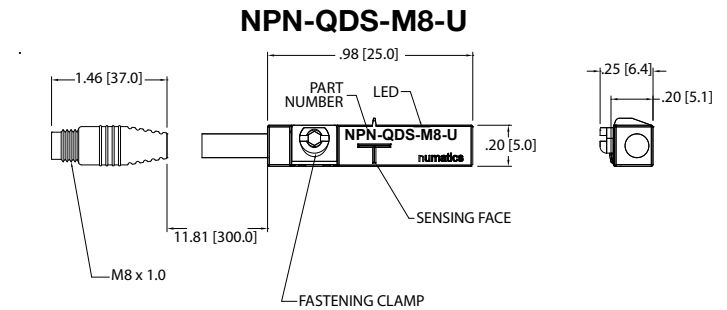 NPN-QDS-M8-U
.98 [25.0]
1.46 [37.0]
.25 [6.4]
PART
NUMBER
LED
.20 [5.1]
NPN-QDS-M8-U
.20 [5.0]
numatics
SENSING FACE
11.81 [300.0]
M8 x 1.0
FASTENING CLAMP